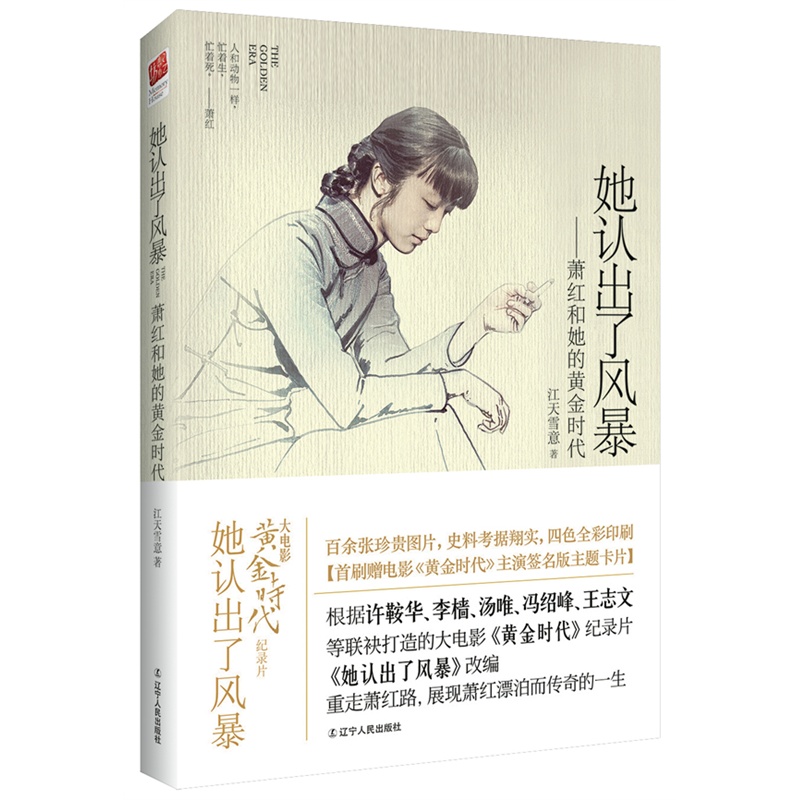 她认出了风暴
——萧红和她的黄金时代
江天雪意 著
THE
GOLDEN
ERA
人和动物一样，
忙着生，
忙着死。
——萧红
大电影
黄金时代
纪录片
她认出了风暴
百余张珍贵图片，史料考据翔实，四色全彩印刷
【首刷赠电影《黄金时代》主演签名版主题卡片】
根据许鞍华、李樯、汤唯、冯绍峰、王志文
等联袂打造的大电影《黄金时代》纪录片
《她认出了风暴》改编
重走萧红路，展现萧红漂泊而传奇的一生
辽宁人民出版社
Memory
House
她认出了风暴
THE
GOLDEN
ERA
萧红和她的黄金时代
江天雪意 著
辽宁人民出版社